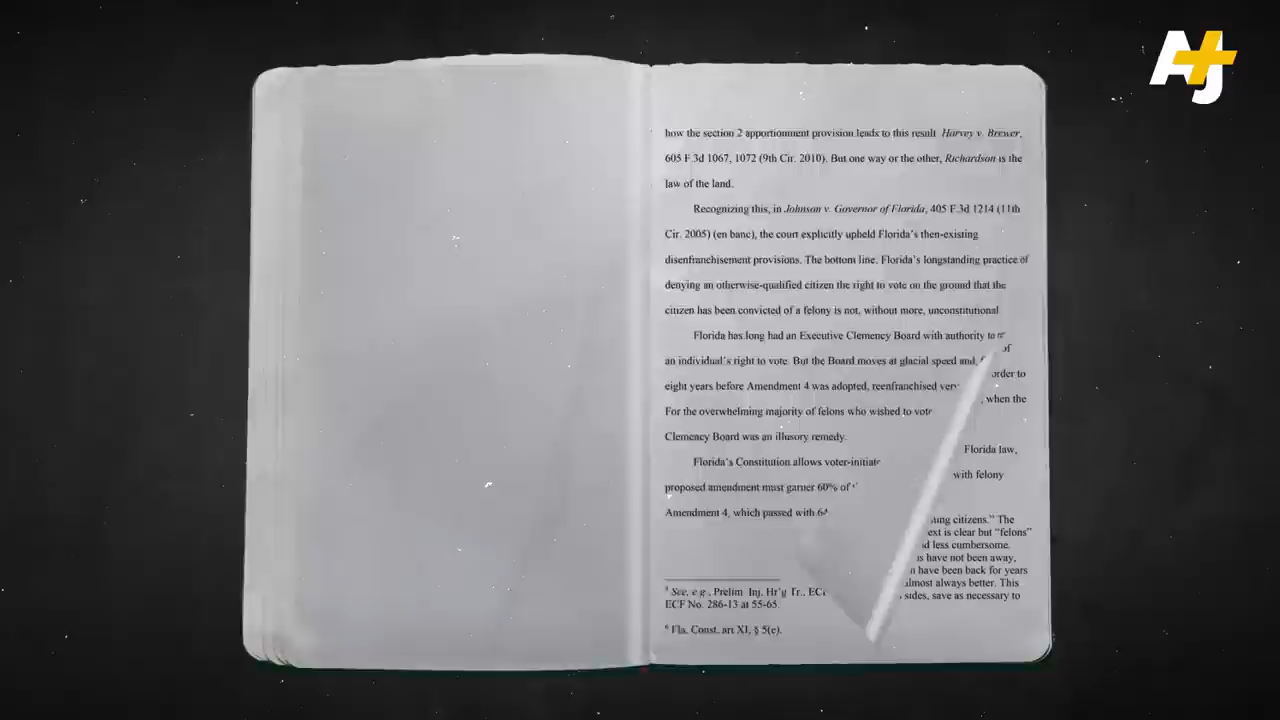 AJ+
how the section 2 apportionment provision leads to this result Harvey v. Brewer,
605 F.3d 1067, 1072 (9th Cir. 2010). But one way or the other, Richardson is the
law of the land.
Recognizing this, in Johnson v. Governor of Florida, 405 F.3d 1214 (11th
Cir. 2005) (en banc), the court explicitly upheld Florida's then-existing
disenfranchisement provisions. The bottom line. Florida's longstanding practice of
denying an otherwise-qualified citizen the right to vote on the ground that the
citizen has been convicted of a felony is not, without more, unconstitutional
Florida has long had an Executive Clemency Board with authority to
of
an individual's right to vote. But the Board moves at glacial speed and,
order to
eight years before Amendment 4 was adopted, reenfranchised
, when the
For the overwhelming majority of felons who wished to
Clemency Board was an illusory remedy.
Florida law,
Florida's Constitution allows
with felony
proposed amendment must garner 60% of
Amendment 4, which passed with
citizens." The
is clear but "felons"
less cumbersome.
have not been away,
have been back for years
almost always better. This
sides, save as necessary to
5 See, e.g., Prelim. Inj. Hr'g Tr.,
ECF No. 286-13 at 55-65.
6 Fla. Const. art XI, § 5(e).